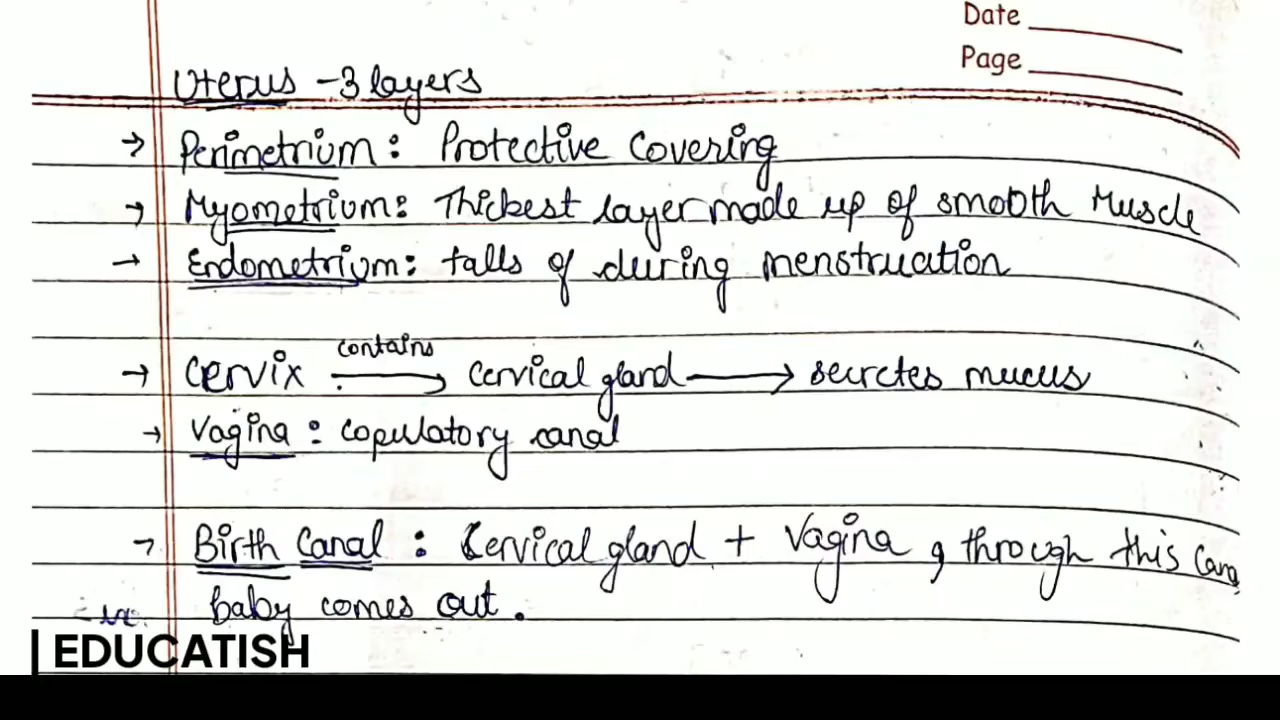 Date
Page
Uterus - 3 layers
→ Perimetrium: Protective Covering
→ Myometrium: Thickest layer made up of smooth Muscle
→ Endometrium: falls of during menstruation
contains
→ Cervix → Cervical gland → secretes mucus
→ Vagina: copulatory canal
→ Birth Canal: Cervical gland + Vagina, through this Cana
baby comes out.
| EDUCATISH